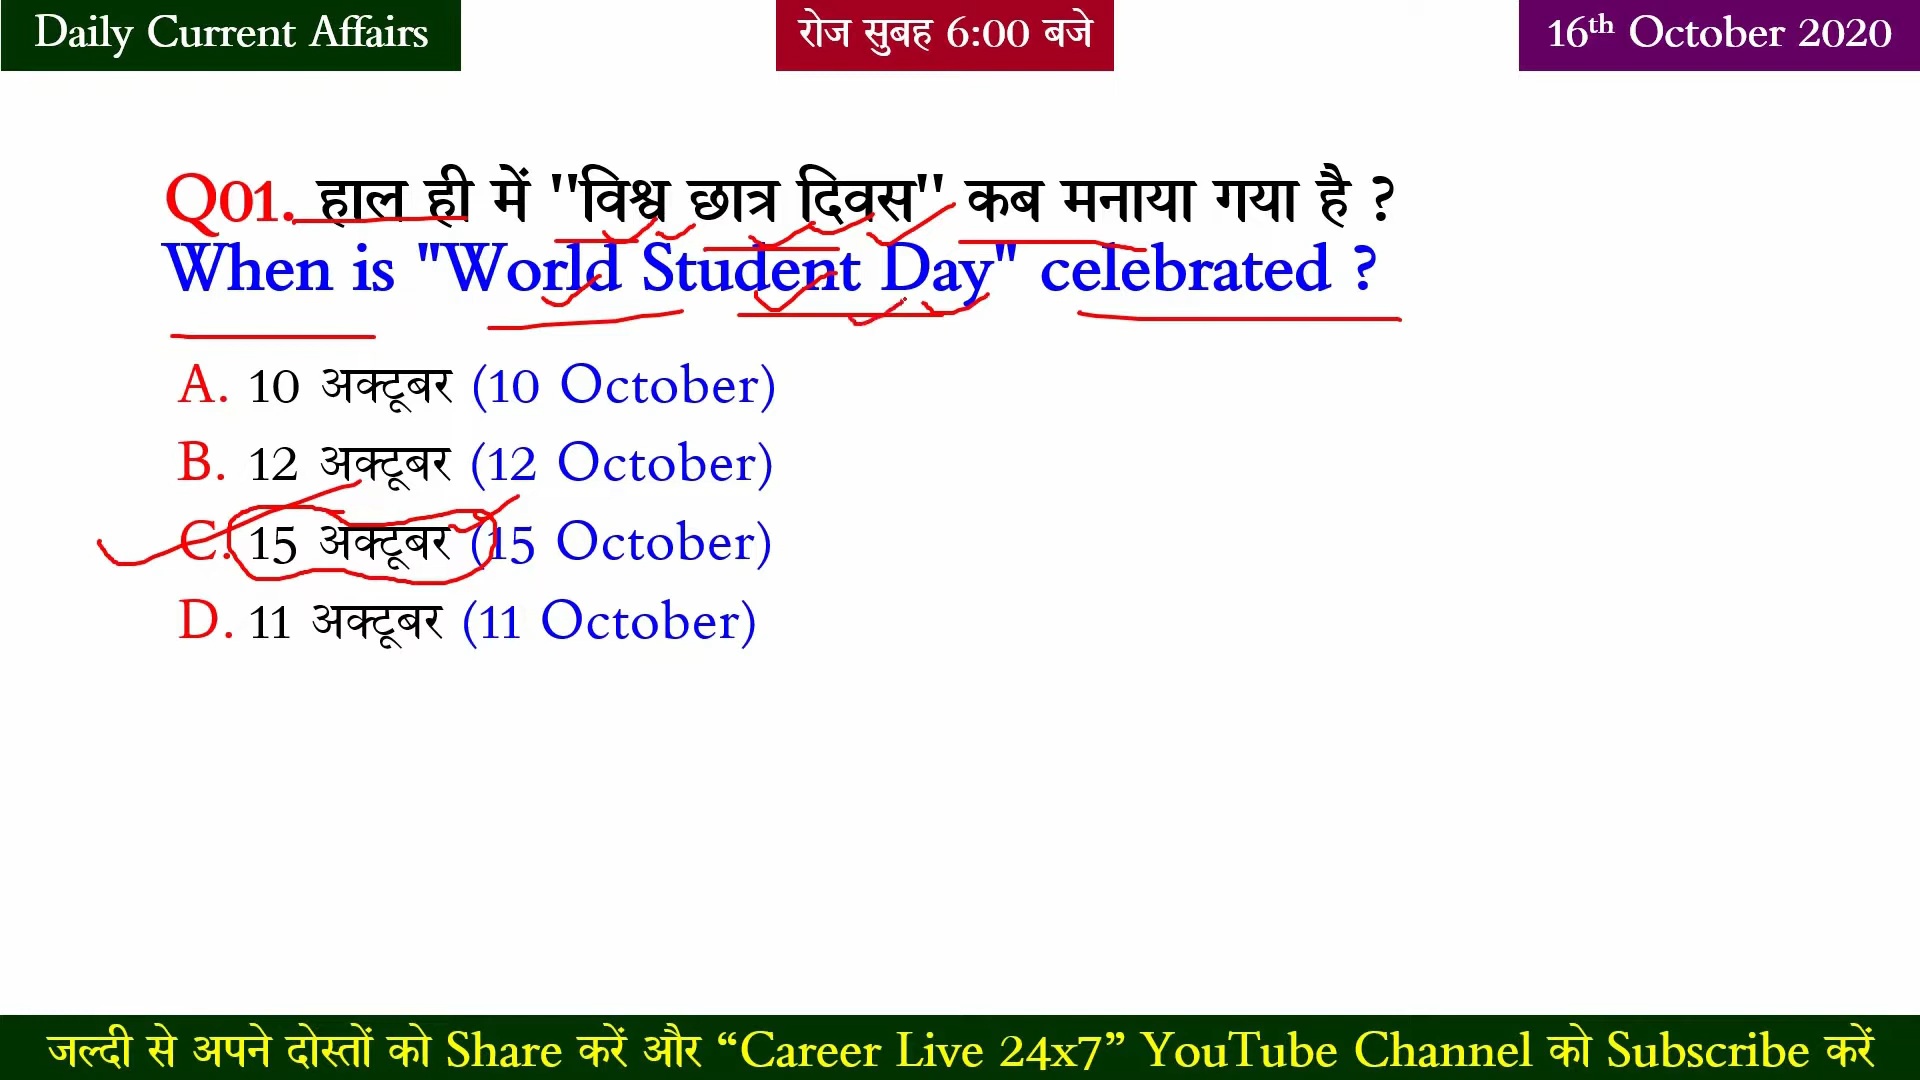 Daily Current Affairs
रोज सुबह 6:00 बजे
16th October 2020
Q01. हाल ही में "विश्व छात्र दिवस" कब मनाया गया है ?
When is "World Student Day" celebrated ?
A. 10 अक्टूबर (10 October)
B. 12 अक्टूबर (12 October)
C. 15 अक्टूबर (15 October)
D. 11 अक्टूबर (11 October)
जल्दी से अपने दोस्तों को Share करें और “Career Live 24x7” YouTube Channel को Subscribe करें